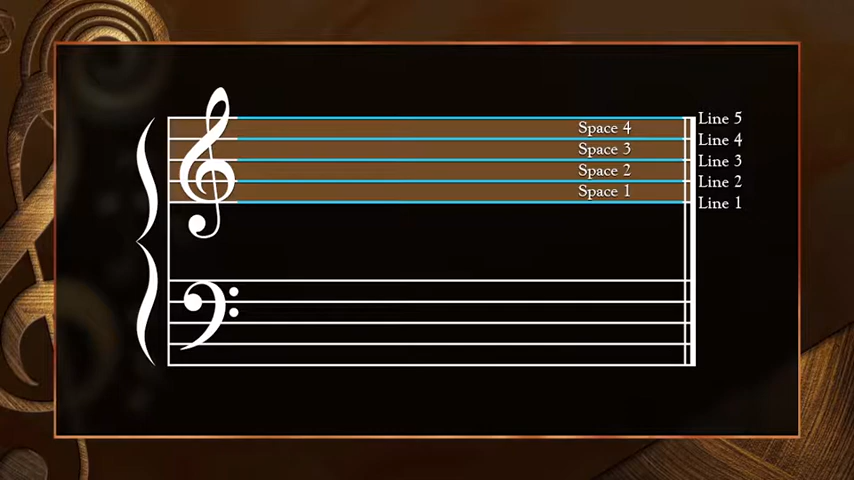 Line 5
Space 4
Line 4
Space 3
Line 3
Space 2
Line 2
Space 1
Line 1